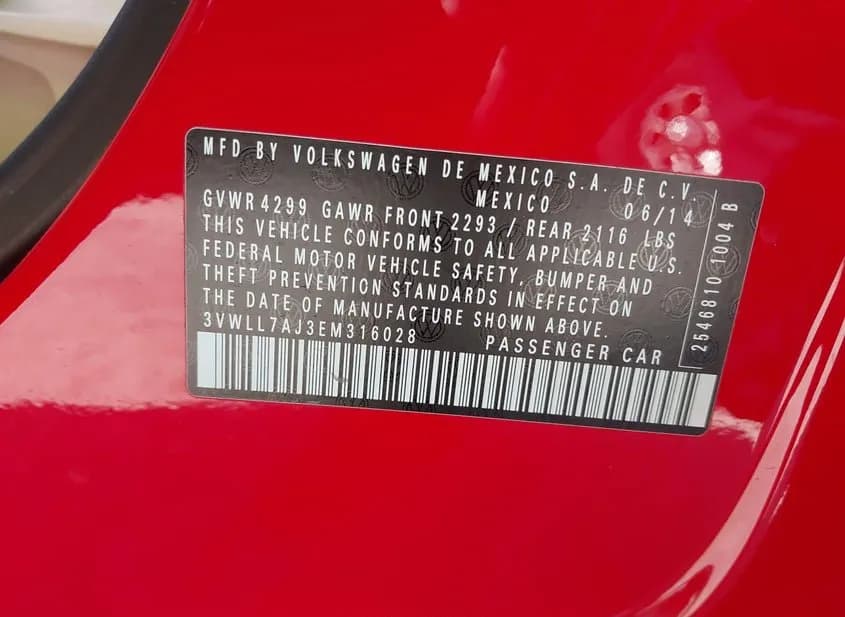 MFD BY VOLKSWAGEN DE MEXICO S.A. DE C.V.
MEXICO 06/14
GVWR 4299 GAWR FRONT 2293 / REAR 2116 LBS
THIS VEHICLE CONFORMS TO ALL APPLICABLE U.S.
FEDERAL MOTOR VEHICLE SAFETY, BUMPER AND
THEFT PREVENTION STANDARDS IN EFFECT ON
THE DATE OF MANUFACTURE SHOWN ABOVE.
3VWLL7AJ3EM316028 PASSENGER CAR
2546810 1004 B